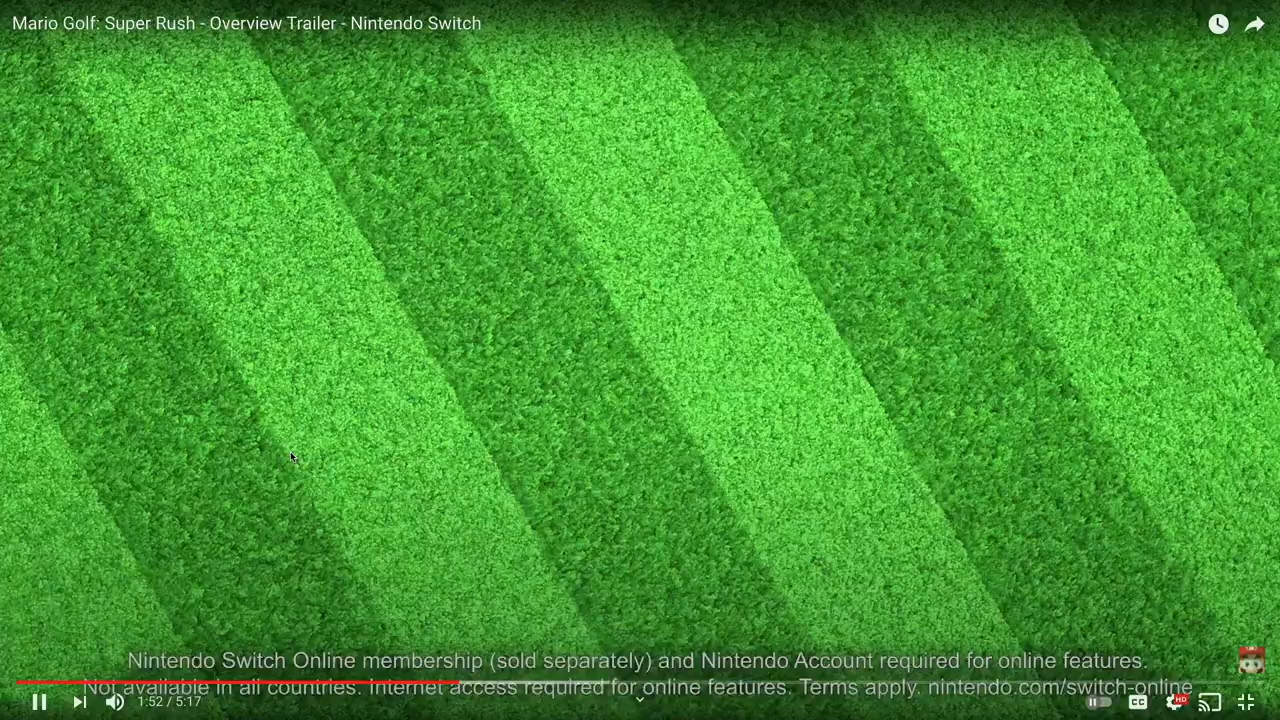 Mario Golf: Super Rush - Overview Trailer - Nintendo Switch
Nintendo Switch Online membership (sold separately) and Nintendo Account required for online features.
Not available in all countries. Internet access required for online features. Terms apply. nintendo.com/switch-online
1:52 / 5:17
CC
HD